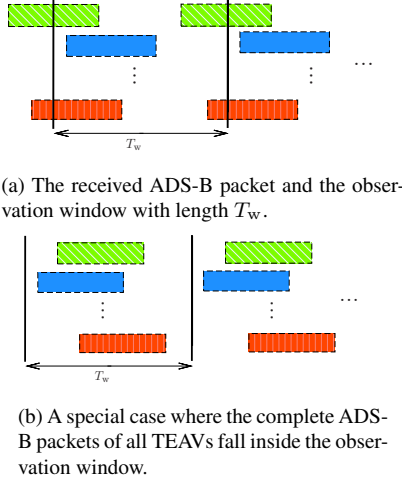 ⋮
⋮
...
T_w
(a) The received ADS-B packet and the obser-
vation window with length T_w.
⋮
⋮
...
T_w
(b) A special case where the complete ADS-
B packets of all TEAVs fall inside the obser-
vation window.